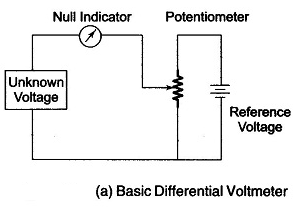 Null Indicator
Potentiometer
Unknown
Voltage
Reference
Voltage
(a) Basic Differential Voltmeter